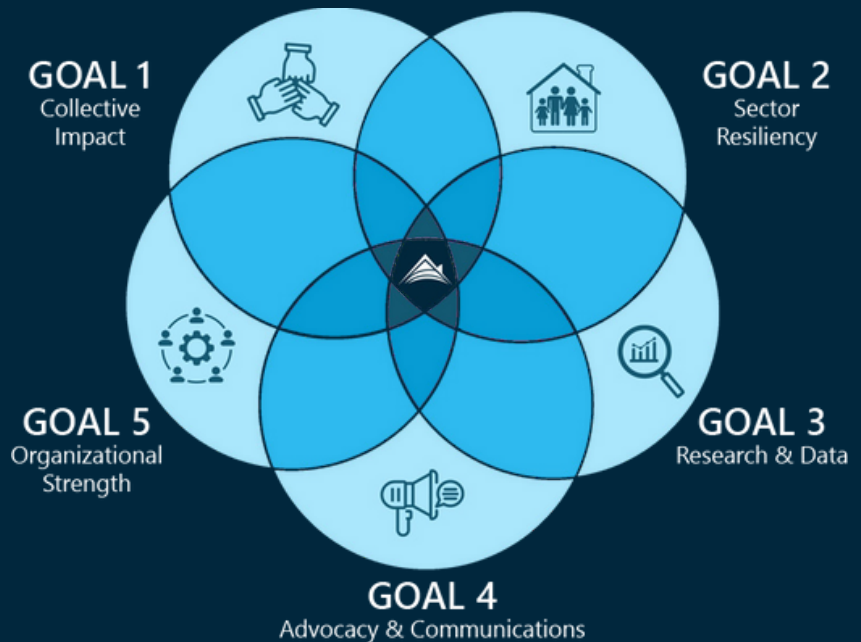 GOAL 1
Collective
Impact
GOAL 2
Sector
Resiliency
GOAL 3
Research & Data
GOAL 4
Advocacy & Communications
GOAL 5
Organizational
Strength